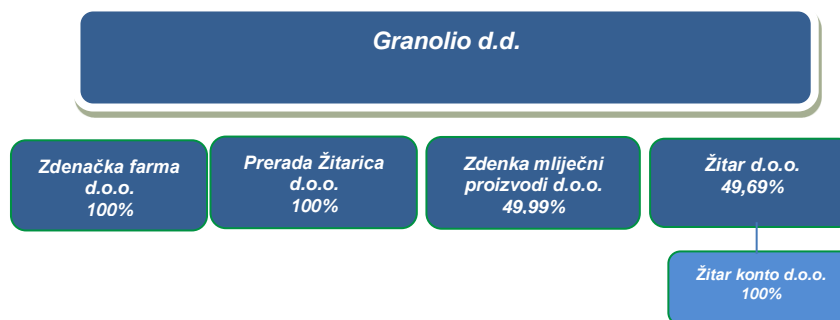 Granolio d.d.
Zdenačka farma
d.o.o.
100%
Prerada Žitarica
d.o.o.
100%
Zdenka mliječni
proizvodi d.o.o.
49.99%
Žitar d.o.o.
49,69%
Žitar konto d.o.o.
100%